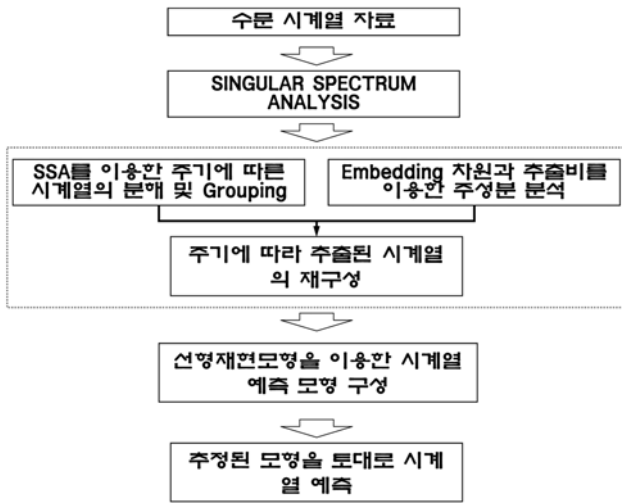 수문 시계열 자료
SINGULAR SPECTRUM
ANALYSIS
SSA를 이용한 주기에 따른
시계열의 분해 및 Grouping
Embedding 차원과 추출비를
이용한 주성분 분석
주기에 따라 추출된 시계열
의 재구성
선형재현모형을 이용한 시계열
예측 모형 구성
추정된 모형을 토대로 시계
열 예측